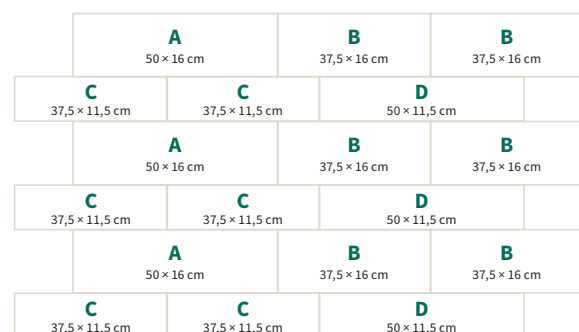 A B B
50 × 16 cm 37,5 × 16 cm 37,5 × 16 cm
C C D
37,5 × 11,5 cm 37,5 × 11,5 cm 50 × 11,5 cm
A B B
50 × 16 cm 37,5 × 16 cm 37,5 × 16 cm
C C D
37,5 × 11,5 cm 37,5 × 11,5 cm 50 × 11,5 cm
A B B
50 × 16 cm 37,5 × 16 cm 37,5 × 16 cm
C C D
37,5 × 11,5 cm 37,5 × 11,5 cm 50 × 11,5 cm